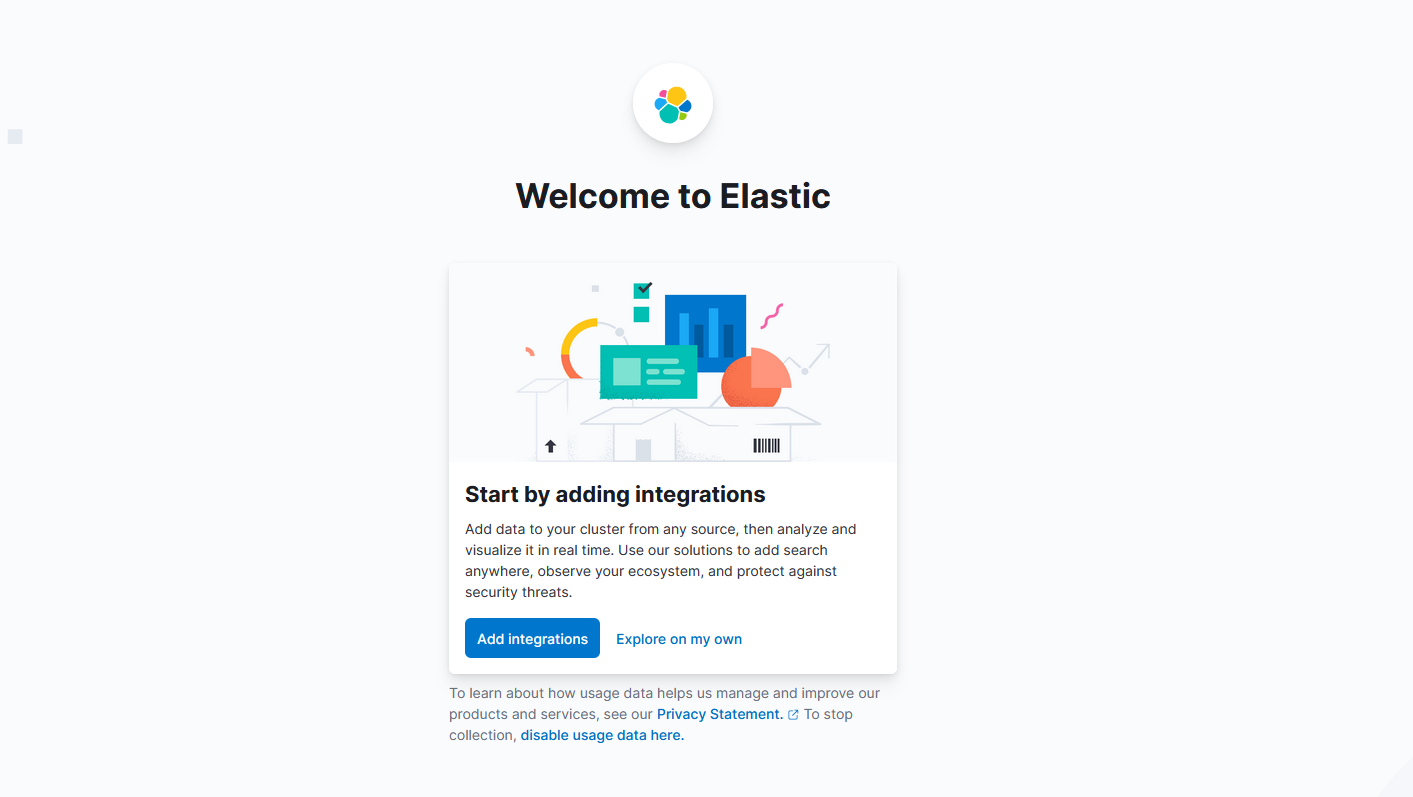 Welcome to Elastic
Start by adding integrations
Add data to your cluster from any source, then analyze and
visualize it in real time. Use our solutions to add search
anywhere, observe your ecosystem, and protect against
security threats.
Add integrations
Explore on my own
To learn about how usage data helps us manage and improve our
products and services, see our Privacy Statement. To stop
collection, disable usage data here.